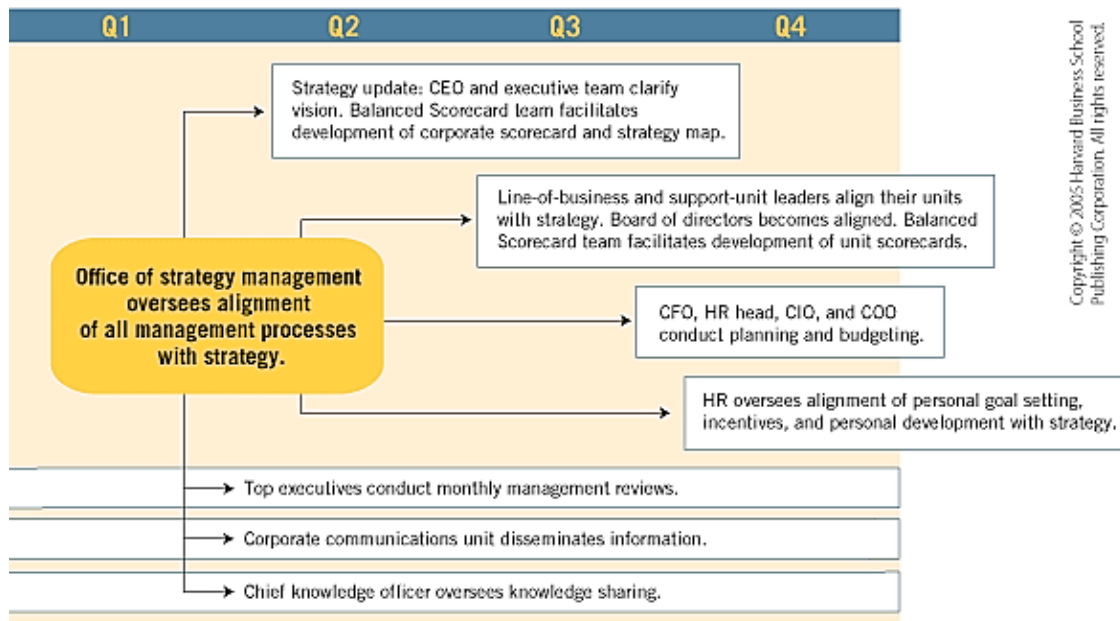 Q1 Q2 Q3 Q4
Strategy update: CEO and executive team clarify
vision. Balanced Scorecard team facilitates
development of corporate scorecard and strategy map.
Line-of-business and support-unit leaders align their units
with strategy. Board of directors becomes aligned. Balanced
Scorecard team facilitates development of unit scorecards.
Office of strategy management
oversees alignment
of all management processes
with strategy.
CFO, HR head, CIO, and COO
conduct planning and budgeting.
HR oversees alignment of personal goal setting,
incentives, and personal development with strategy.
Top executives conduct monthly management reviews.
Corporate communications unit disseminates information.
Chief knowledge officer oversees knowledge sharing.
Copyright © 2005 Harvard Business School
Publishing Corporation. All rights reserved.